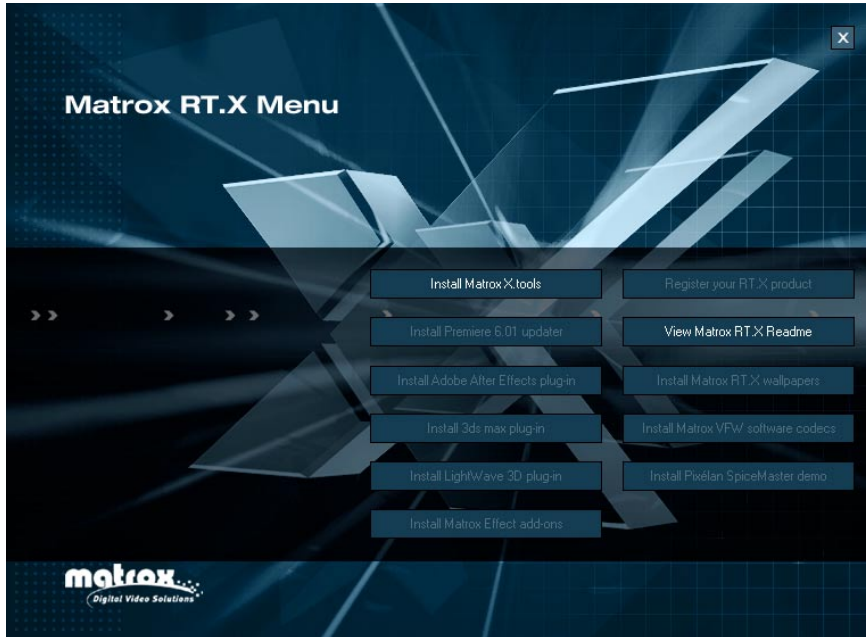 X
Matrox RT.X Menu
Install Matrox X.tools
Register your RT.X product
Install Premiere 6.01 updater
View Matrox RT.X Readme
Install Adobe After Effects plug-in
Install Matrox RT.X wallpapers
Install 3ds max plug-in
Install Matrox VFW software codecs
Install LightWave 3D plug-in
Install Pixélan SpiceMaster demo
Install Matrox Effect add-ons
matrox
Digital Video Solutions